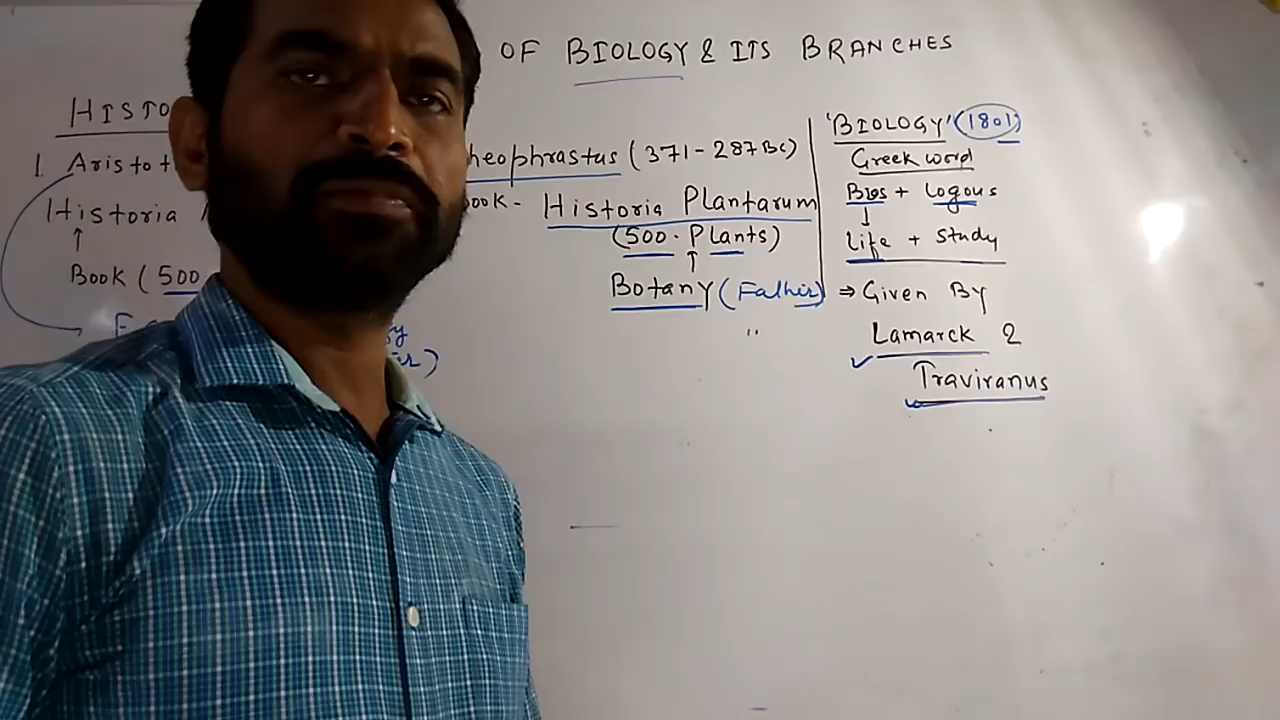 OF BIOLOGY & ITS BRANCHES
HISTO
1. Aristot
Historia
Book (500
heophrastus (371-287BC)
ook - Historia Plantarum
(500. Plants)
Botany (Father)
'BIOLOGY' (1801)
Greek word
Bios + Logous
Life + Study
⇒ Given By
Lamarck &
Traviranus